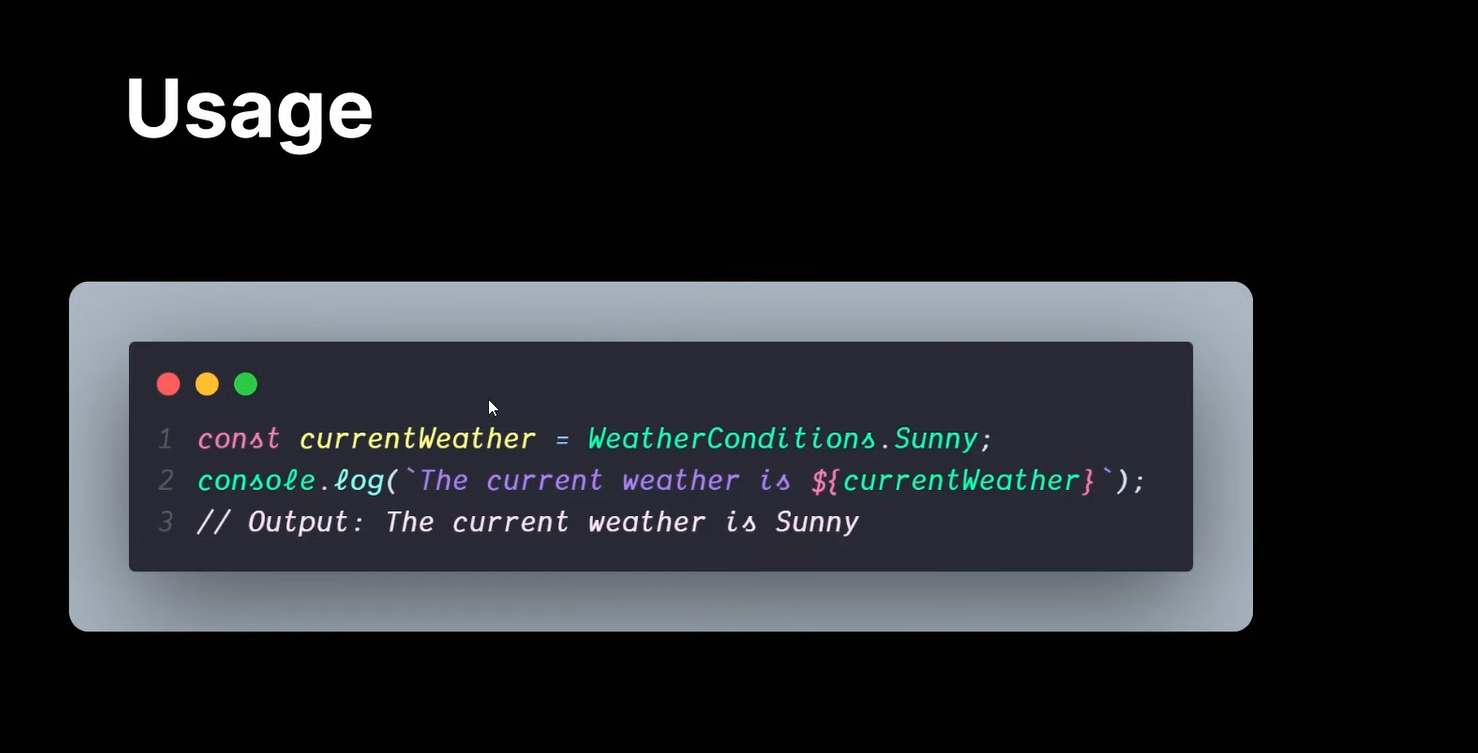 Usage
1 const currentWeather = WeatherConditions.Sunny;
2 console.log(`The current weather is ${currentWeather}`);
3 // Output: The current weather is Sunny